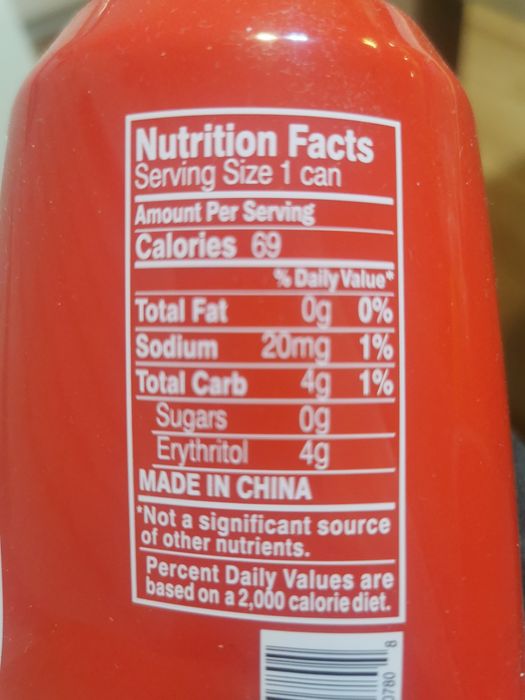 Nutrition Facts
Serving Size 1 can
Amount Per Serving
Calories 69
% Daily Value*
Total Fat 0g 0%
Sodium 20mg 1%
Total Carb 4g 1%
Sugars 0g
Erythritol 4g
MADE IN CHINA
*Not a significant source
of other nutrients.
Percent Daily Values are
based on a 2,000 calorie diet.
0780 8